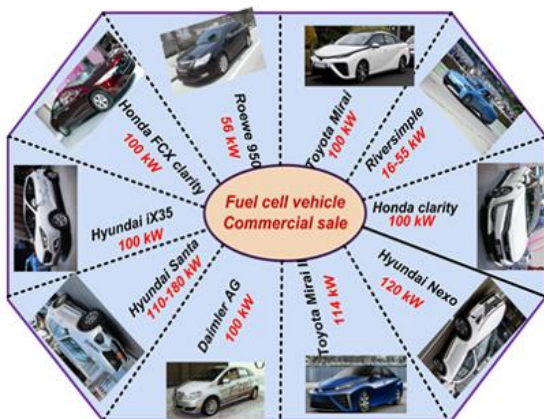 Honda FCX clarity
100 kW
Roewe 950
56 kW
Toyota Mirai
100 kW
Riversimple
16-55 kW
Hyundai iX35
100 kW
Fuel cell vehicle
Commercial sale
Honda clarity
100 kW
Hyundai Santa
110-180 kW
Daimler AG
100 kW
Toyota Mirai II
114 kW
Hyundai Nexo
120 kW